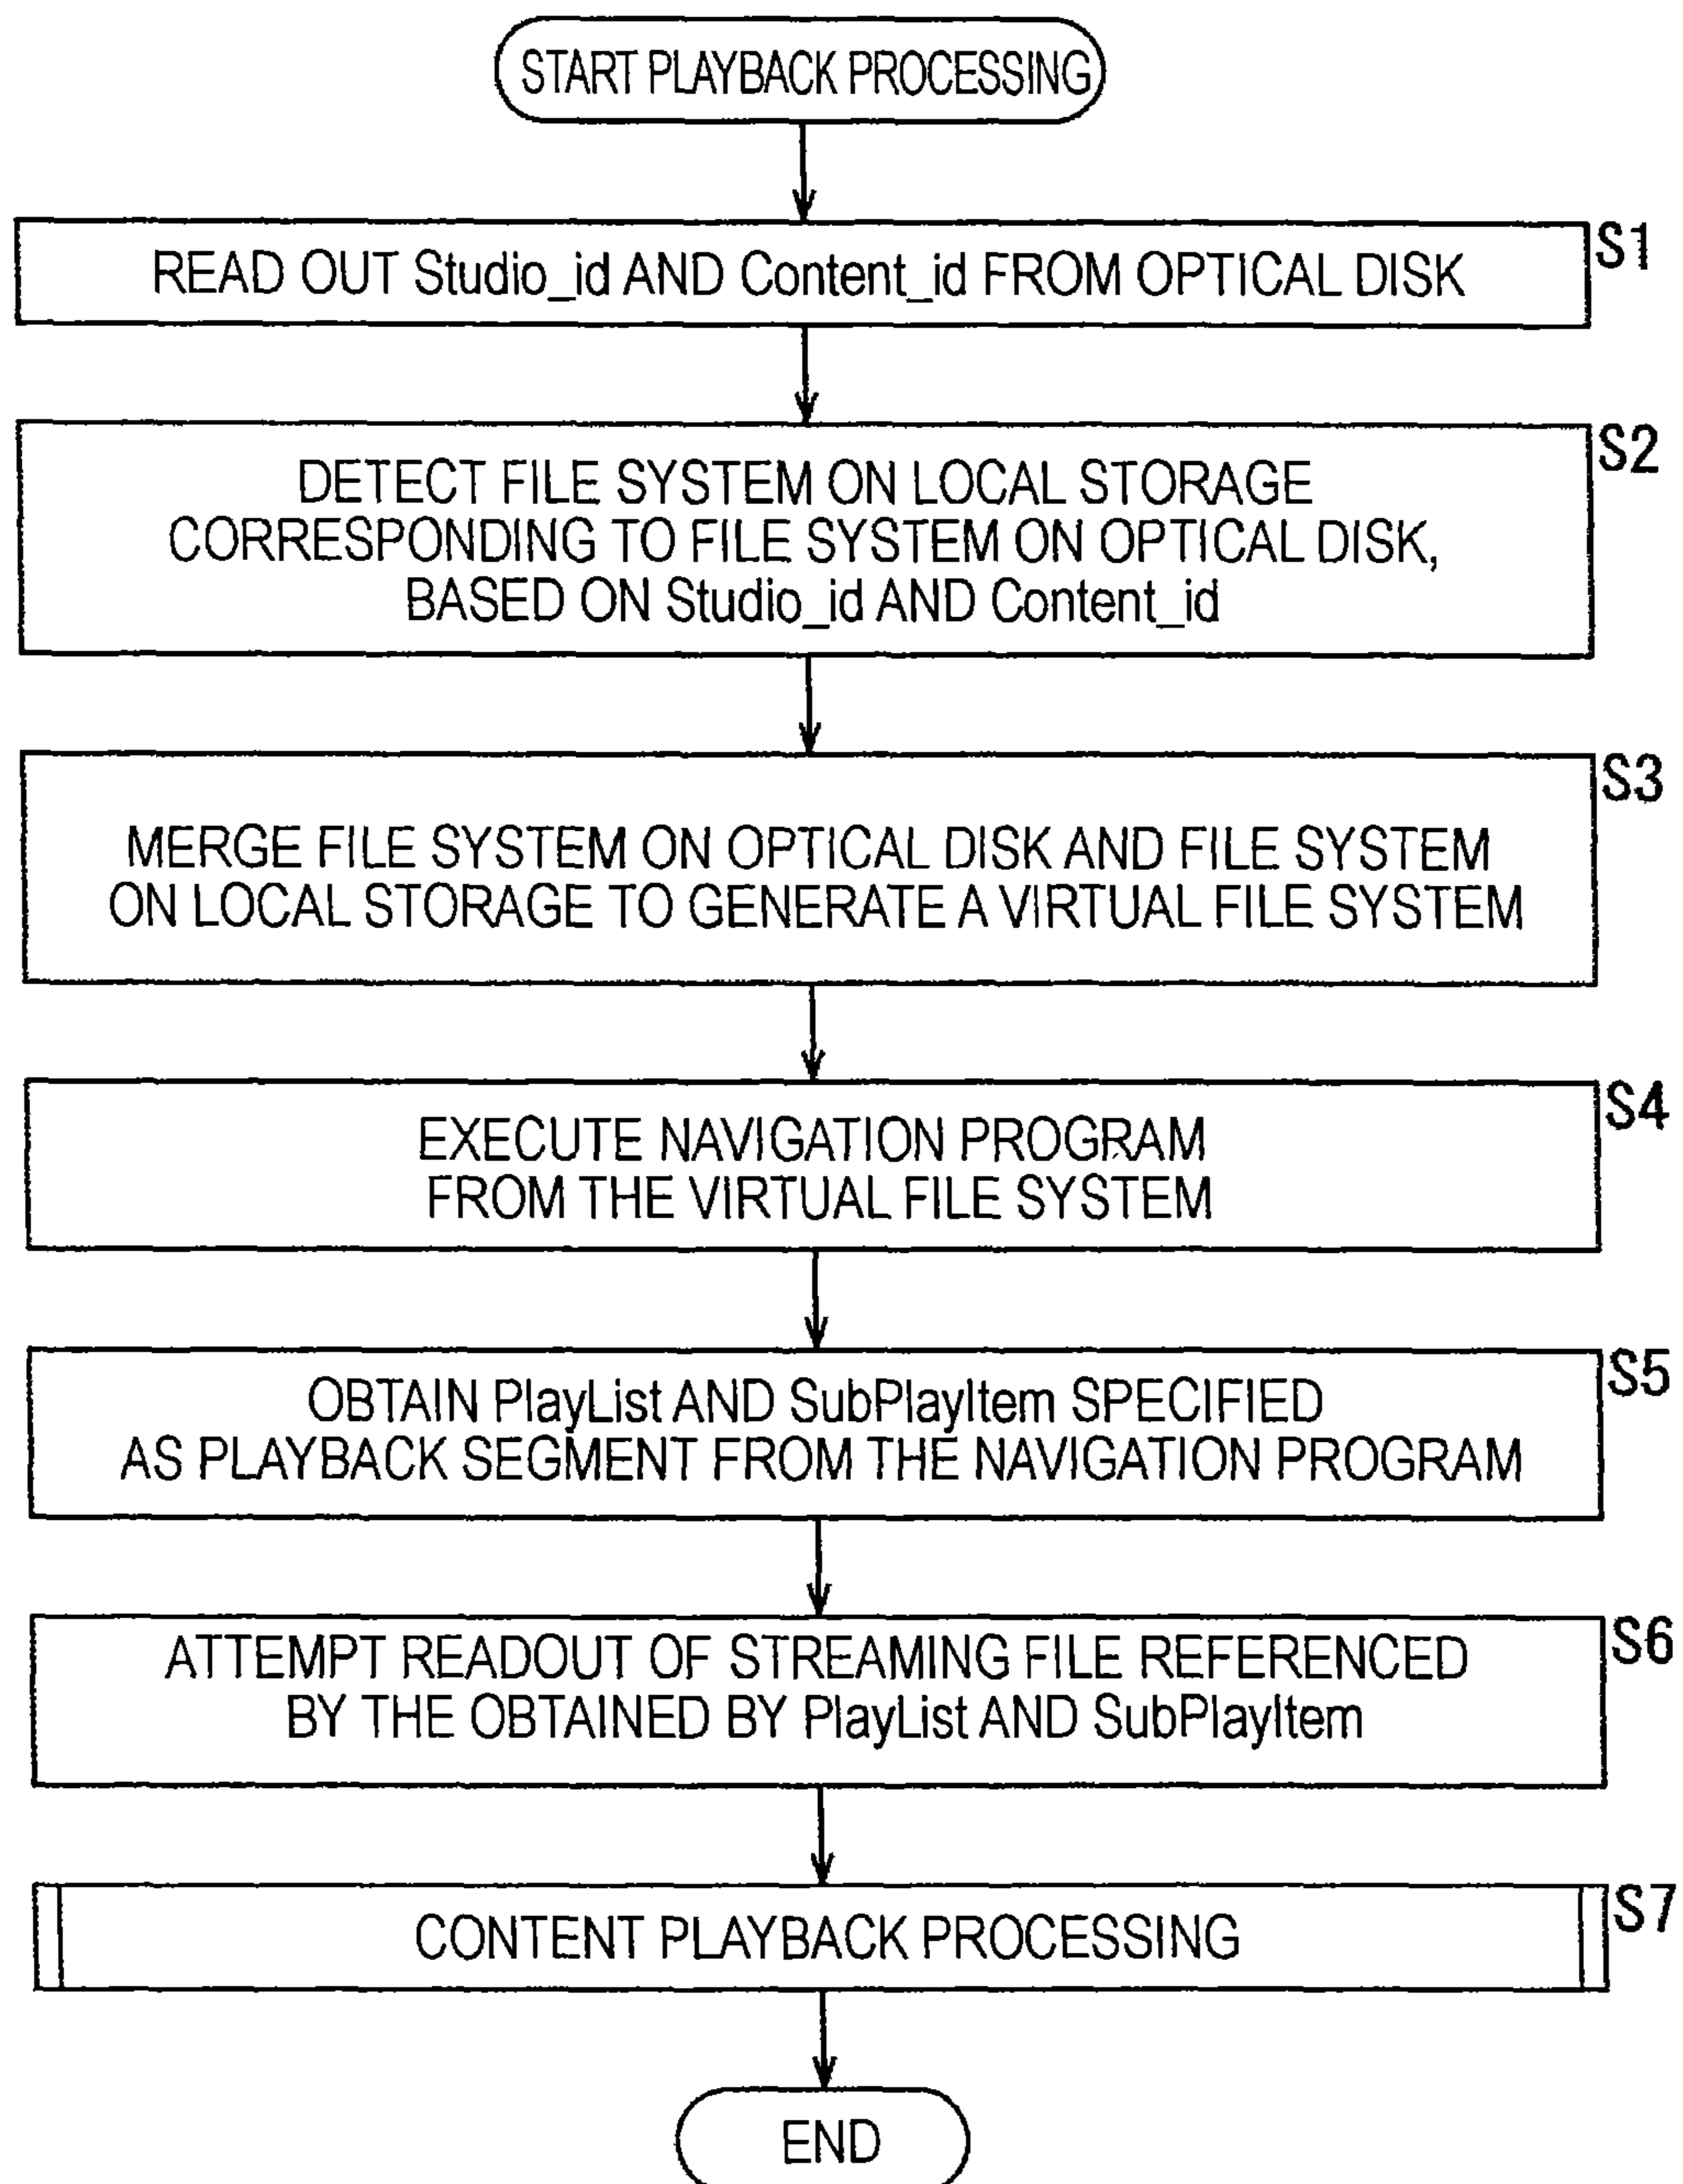 START PLAYBACK PROCESSING
S1
READ OUT Studio_id AND Content_id FROM OPTICAL DISK
S2
DETECT FILE SYSTEM ON LOCAL STORAGE
CORRESPONDING TO FILE SYSTEM ON OPTICAL DISK,
BASED ON Studio_id AND Content_id
S3
MERGE FILE SYSTEM ON OPTICAL DISK AND FILE SYSTEM
ON LOCAL STORAGE TO GENERATE A VIRTUAL FILE SYSTEM
S4
EXECUTE NAVIGATION PROGRAM
FROM THE VIRTUAL FILE SYSTEM
S5
OBTAIN PlayList AND SubPlayItem SPECIFIED
AS PLAYBACK SEGMENT FROM THE NAVIGATION PROGRAM
S6
ATTEMPT READOUT OF STREAMING FILE REFERENCED
BY THE OBTAINED BY PlayList AND SubPlayItem
S7
CONTENT PLAYBACK PROCESSING
END